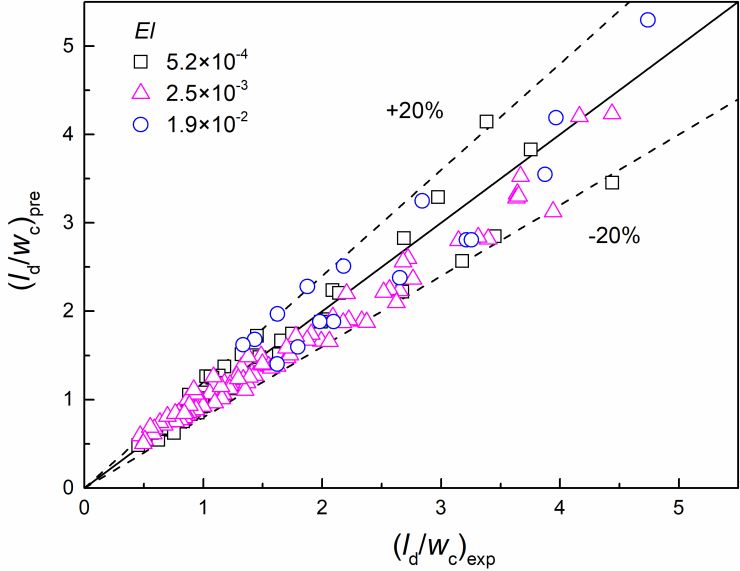 El
5.2×10⁻⁴
2.5×10⁻³
1.9×10⁻²
+20%
-20%
5
4
3
2
1
0
0 1 2 3 4 5
(l_d/w_c)_pre
(l_d/w_c)_exp